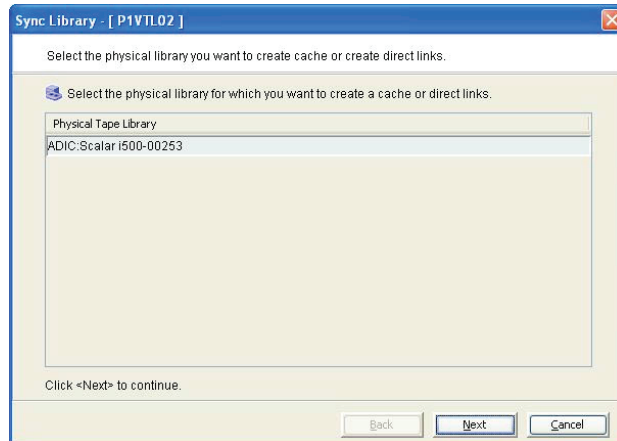 Sync Library - [ P1VTL02 ]
Select the physical library you want to create cache or create direct links.
Select the physical library for which you want to create a cache or direct links.
Physical Tape Library
ADIC:Scalar i500-00253
Click <Next> to continue.
Back Next Cancel